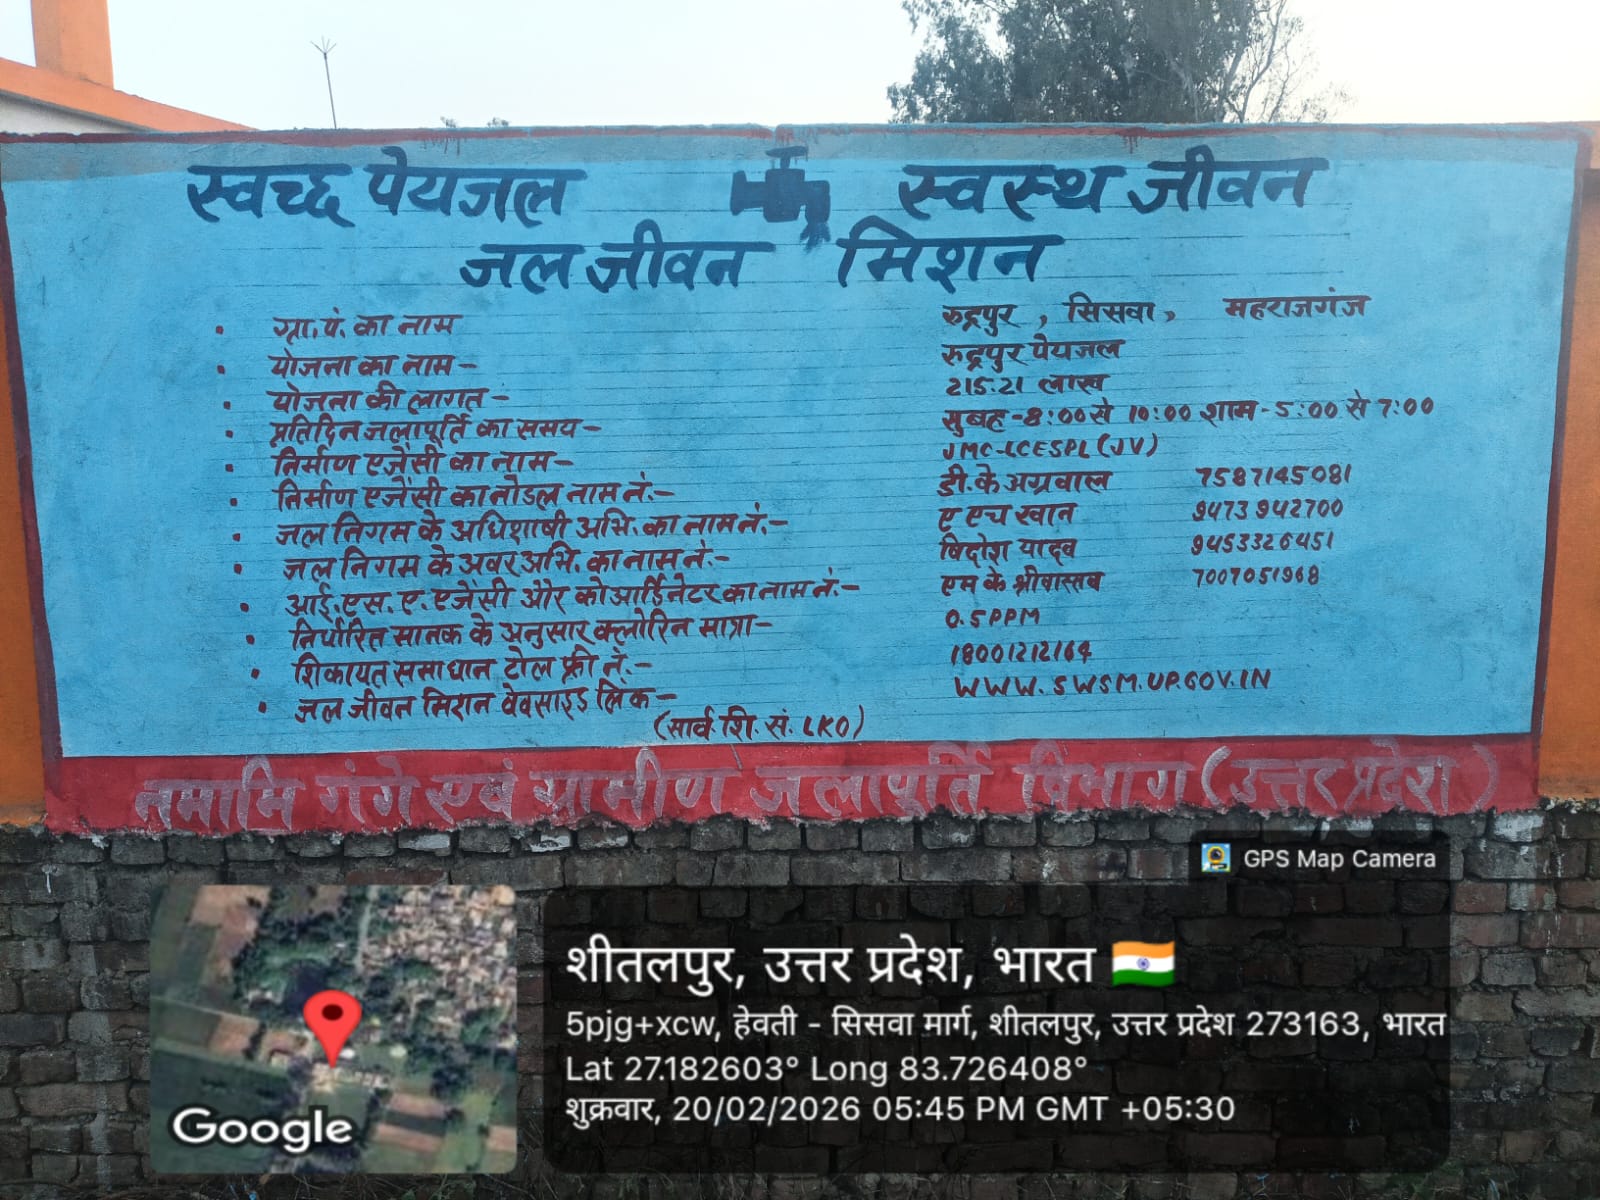 स्वच्छ पेयजल स्वस्थ जीवन
जल जीवन मिशन
• ग्रा.पं. का नाम रुद्रपुर , सिसवा, महराजगंज
• योजना का नाम - रुद्रपुर पेयजल
• योजना की लागत - 215.21 लाख
• प्रतिदिन जलापूर्ति का समय - सुबह - 8:00 से 10:00 शाम - 5:00 से 7:00
• निर्माण एजेंसी का नाम - JMC-LCESPL (JV)
• निर्माण एजेंसी का नोडल नाम नं.- डी.के अग्रवाल 7587145081
• जल निगम के अधिशाषी अभि. का नाम नं.- ए एच खान 9473942700
• जल निगम के अवर अभि. का नाम नं.- यादव 9453326451
• आई.एस.ए. एजेंसी और कोआर्डिनेटर का नाम नं.- एम के श्रीवास्तव 7007051968
• निर्धारित मानक के अनुसार क्लोरिन मात्रा - 0.5 PPM
• शिकायत समाधान टोल फ्री नं.- 18001212164
• जल जीवन मिशन वेवसाइड लिंक - WWW.SWSM.UP.GOV.IN
(सार्व. शि. सं. LKO)
नमामि गंगे एवं ग्रामीण जलापूर्ति विभाग (उत्तर प्रदेश)
GPS Map Camera
शीतलपुर, उत्तर प्रदेश, भारत
5pjg+xcw, हेवती - सिसवा मार्ग, शीतलपुर, उत्तर प्रदेश 273163, भारत
Lat 27.182603° Long 83.726408°
शुक्रवार, 20/02/2026 05:45 PM GMT +05:30
Google